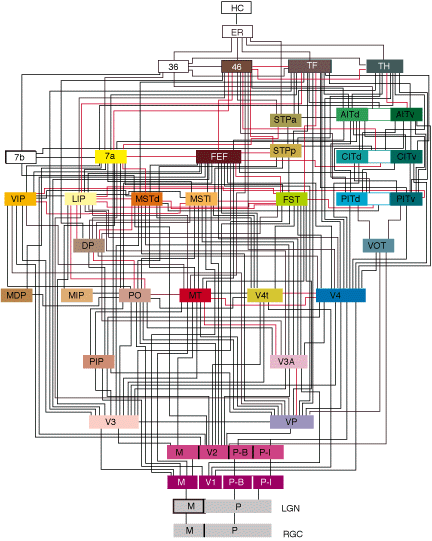 HC
ER
36 46 TF TH
STPa AITd AITv
7b 7a FEF STPp CITd CITv
VIP LIP MSTd MSTl FST PITd PITv
DP VOT
MDP MIP PO MT V4t V4
PIP V3A
V3 VP
M V2 P-B P-I
M V1 P-B P-I
M P LGN
M P RGC